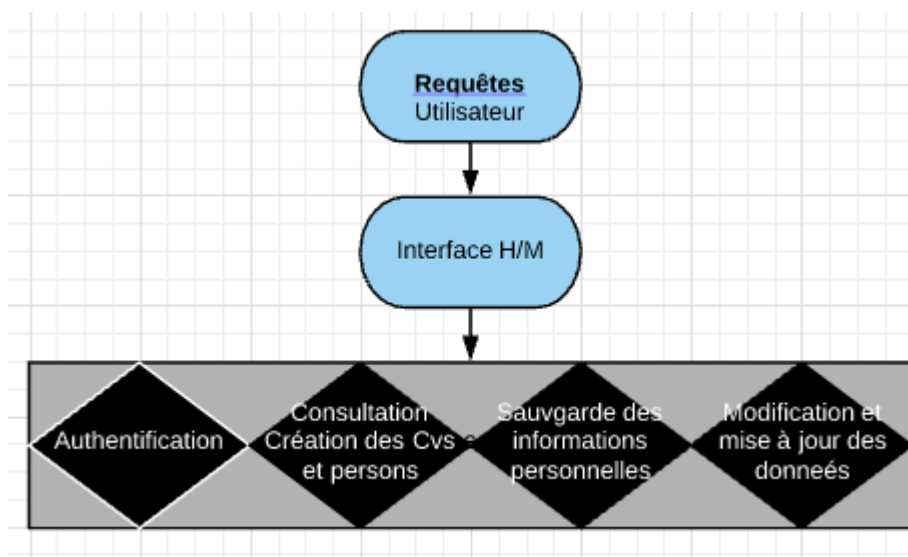 Requêtes
Utilisateur
Interface H/M
Authentification
Consultation
Création des Cvs
et persons
Sauvgarde des
informations
personnelles
Modification et
mise à jour des
donneés